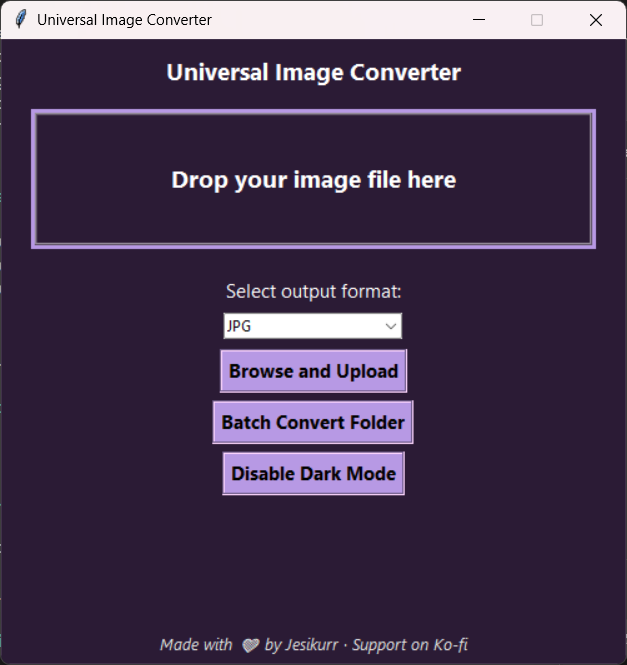 Universal Image Converter
Universal Image Converter
Drop your image file here
Select output format:
JPG
Browse and Upload
Batch Convert Folder
Disable Dark Mode
Made with 🩶 by Jesikurr · Support on Ko-fi